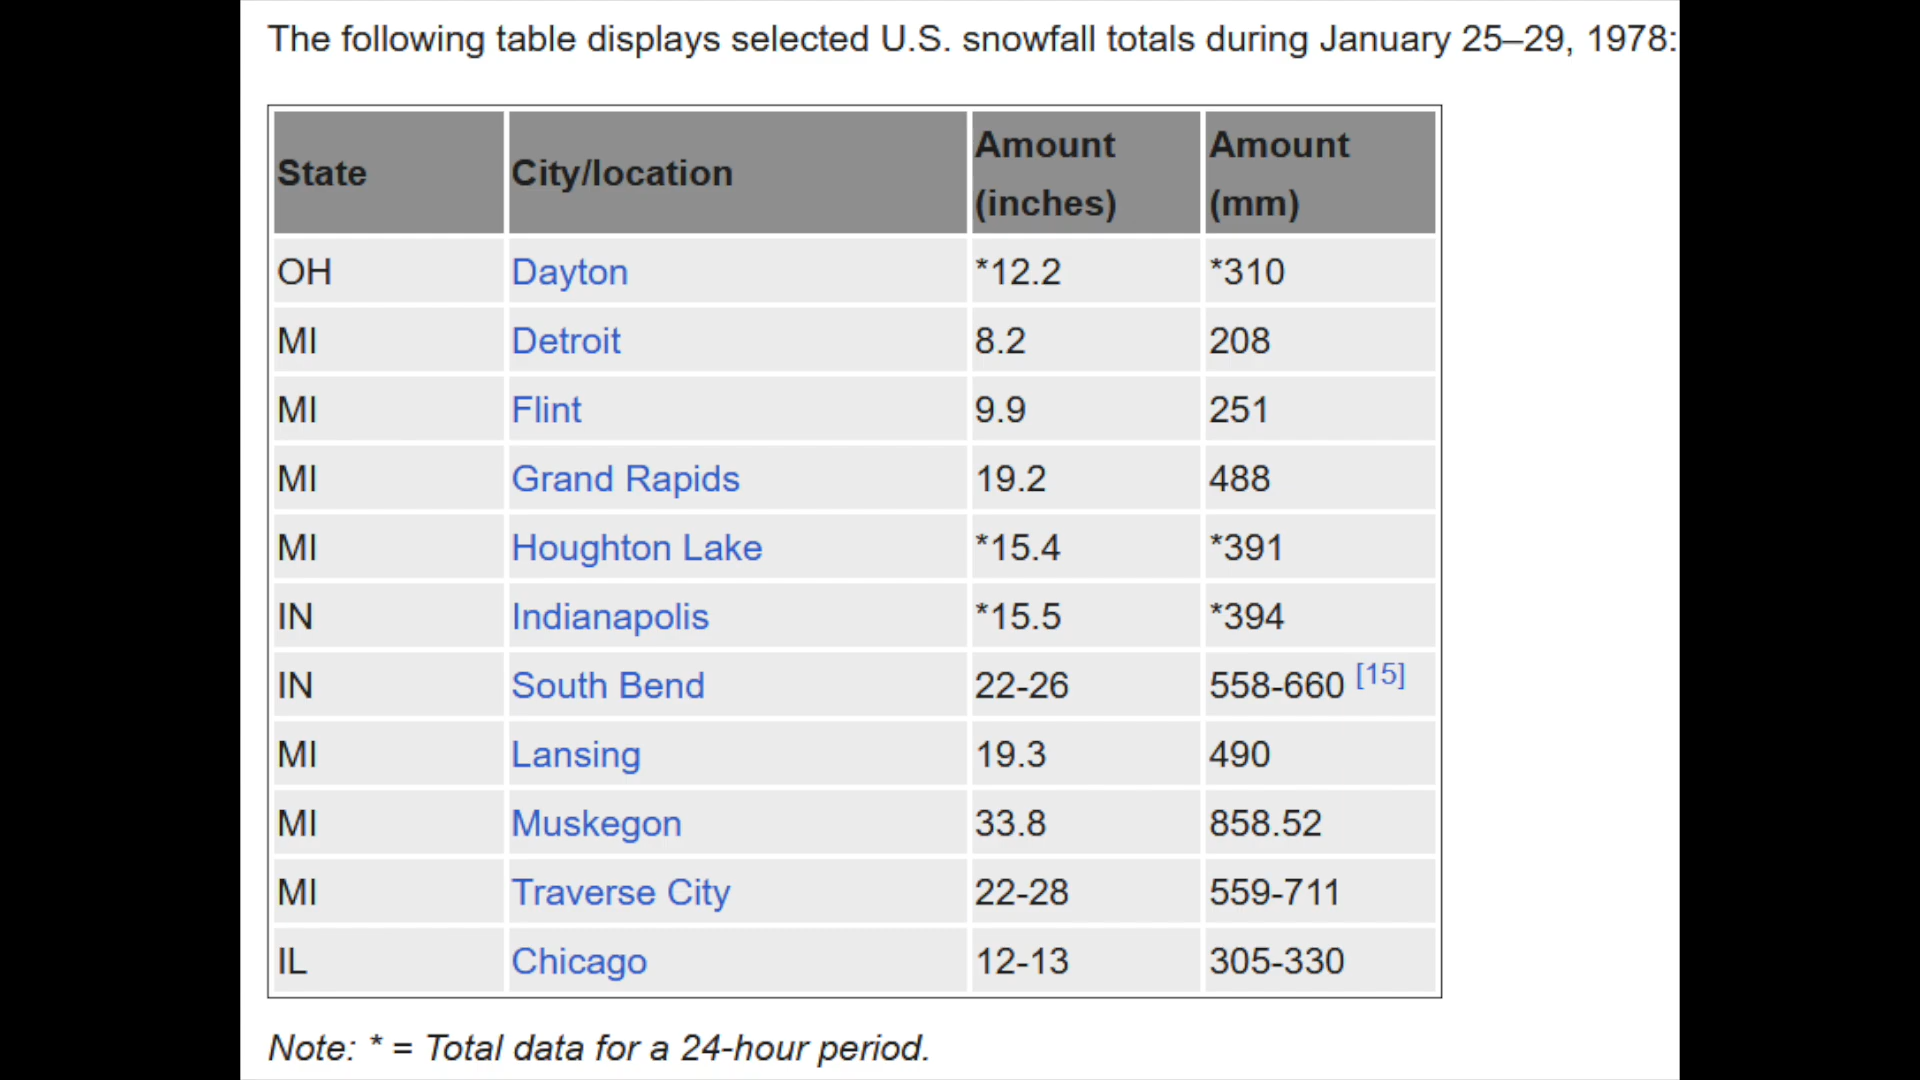 The following table displays selected U.S. snowfall totals during January 25–29, 1978:
State City/location Amount (inches) Amount (mm)
OH Dayton *12.2 *310
MI Detroit 8.2 208
MI Flint 9.9 251
MI Grand Rapids 19.2 488
MI Houghton Lake *15.4 *391
IN Indianapolis *15.5 *394
IN South Bend 22-26 558-660 [15]
MI Lansing 19.3 490
MI Muskegon 33.8 858.52
MI Traverse City 22-28 559-711
IL Chicago 12-13 305-330
Note: * = Total data for a 24-hour period.